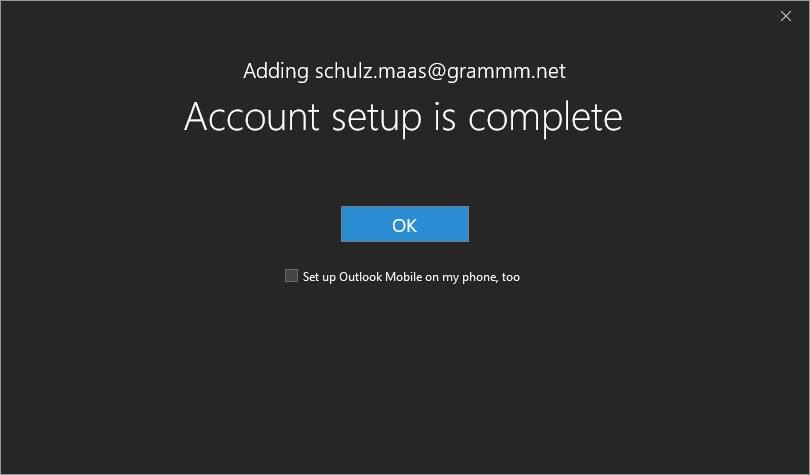 Adding schulz.maas@grammm.net
Account setup is complete
OK
Set up Outlook Mobile on my phone, too